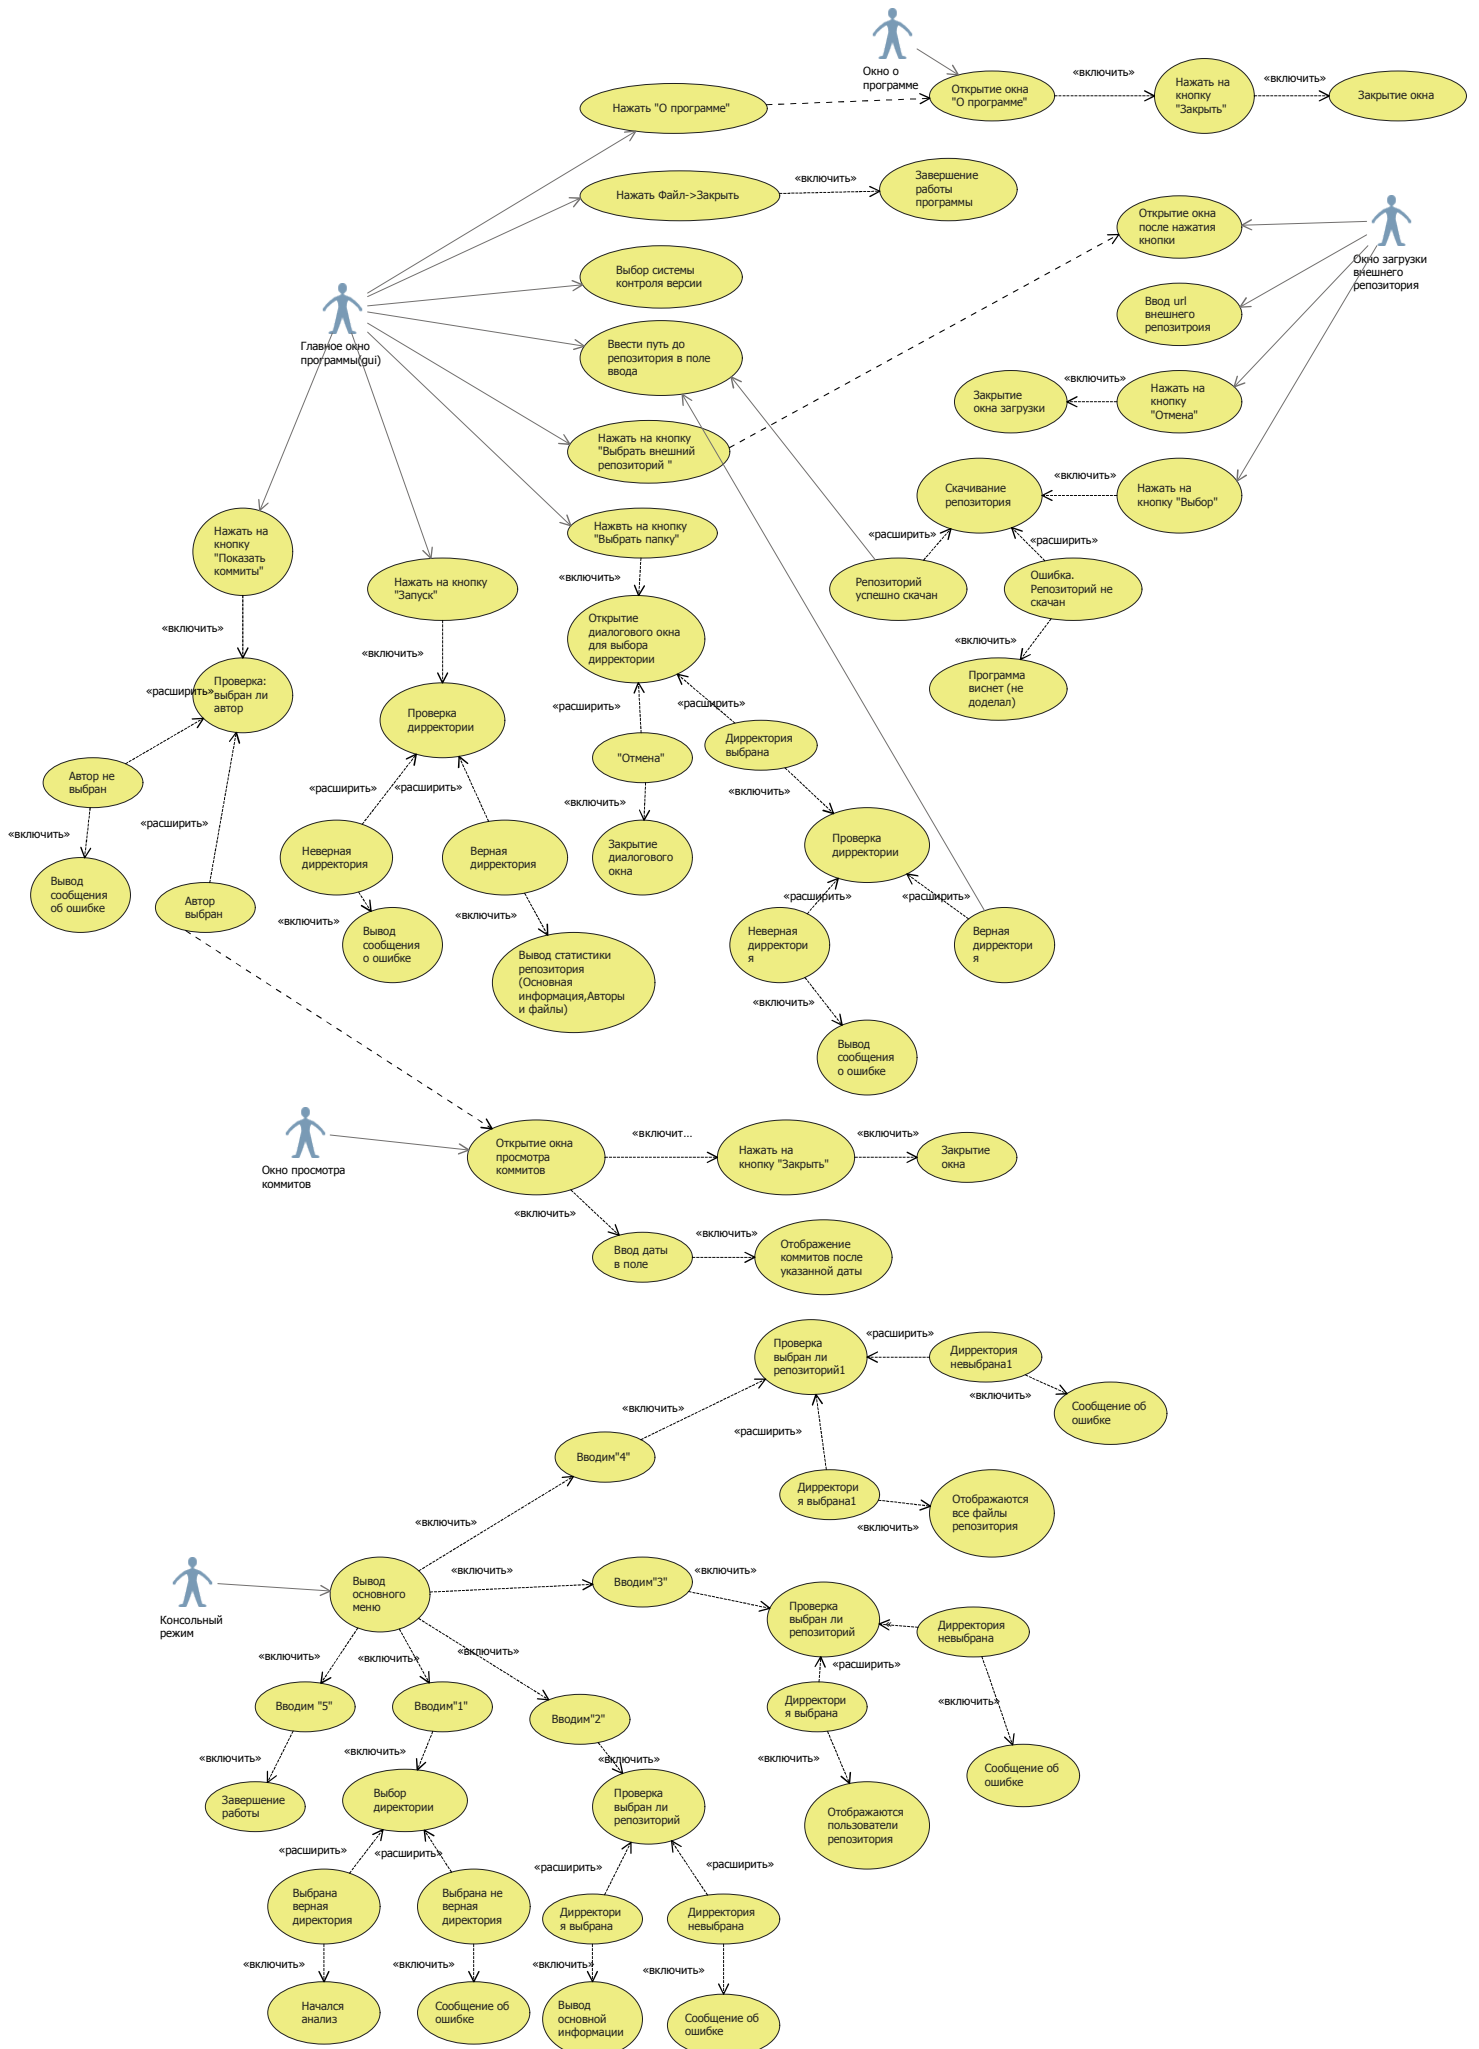 Окно о
программе
«включить»
«включить»
Нажать "О программе"
Открытие окна
"О программе"
Нажать на
кнопку
"Закрыть"
Закрытие окна
«включить»
Нажать Файл->Закрыть
Завершение
работы
программы
Открытие окна
после нажатия
кнопки
Окно загрузки
внешнего
репозитория
Выбор системы
контроля версии
Ввод url
внешнего
репозитроия
Главное окно
программы(gui)
Ввести путь до
репозитория в поле
ввода
«включить»
Закрытие
окна загрузки
Нажать на
кнопку
"Отмена"
Нажать на кнопку
"Выбрать внешний
репозиторий "
«включить»
Скачивание
репозитория
Нажать на
кнопку "Выбор"
Нажать на
кнопку
"Показать
коммиты"
Нажвть на кнопку
"Выбрать папку"
«расширить»
«расширить»
«включить»
Нажать на кнопку
"Запуск"
Репозиторий
успешно скачан
Ошибка.
Репозиторий не
скачан
«включить»
«включить»
Открытие
диалогового окна
для выбора
дирректории
«включить»
Программа
виснет (не
доделал)
«расширить»
Проверка:
выбран ли
автор
«расширить»
«расширить»
Проверка
дирректории
"Отмена"
Дирректория
выбрана
Автор не
выбран
«расширить»
«расширить»
«включить»
«включить»
«включить»
«расширить»
Неверная
дирректория
Верная
дирректория
Закрытие
диалогового
окна
Проверка
дирректории
Вывод
сообщения
об ошибке
Автор
выбран
«расширить»
«расширить»
«включить»
«включить»
Вывод
сообщения
о ошибке
Неверная
дирректори
я
Верная
дирректори
я
Вывод статистики
репозитория
(Основная
информация,Авторы
и файлы)
«включить»
Вывод
сообщения
о ошибке
Окно просмотра
коммитов
Открытие окна
просмотра
коммитов
«включит...
Нажать на
кнопку "Закрыть"
«включить»
Закрытие
окна
«включить»
Ввод даты
в поле
«включить»
Отображение
коммитов после
указанной даты
Проверка
выбран ли
репозиторий1
«расширить»
Дирректория
невыбрана1
«включить»
Сообщение об
ошибке
«включить»
«расширить»
Вводим"4"
Дирректори
я выбрана1
«включить»
Отображаются
все файлы
репозитория
«включить»
Консольный
режим
Вывод
основного
меню
«включить»
Вводим"3"
«включить»
Проверка
выбран ли
репозиторий
Дирректория
невыбрана
«включить»
«включить»
«включить»
«расширить»
Вводим "5"
Вводим"1"
Вводим"2"
Дирректори
я выбрана
«включить»
«включить»
«включить»
«включить»
«включить»
Сообщение об
ошибке
Завершение
работы
Выбор
директории
Проверка
выбран ли
репозиторий
Отображаются
пользователи
репозитория
«расширить»
«расширить»
«расширить»
«расширить»
Выбрана
верная
директория
Выбрана не
верная
директория
Дирректори
я выбрана
Дирректория
невыбрана
«включить»
«включить»
«включить»
«включить»
Начался
анализ
Сообщение об
ошибке
Вывод
основной
информации
Сообщение об
ошибке